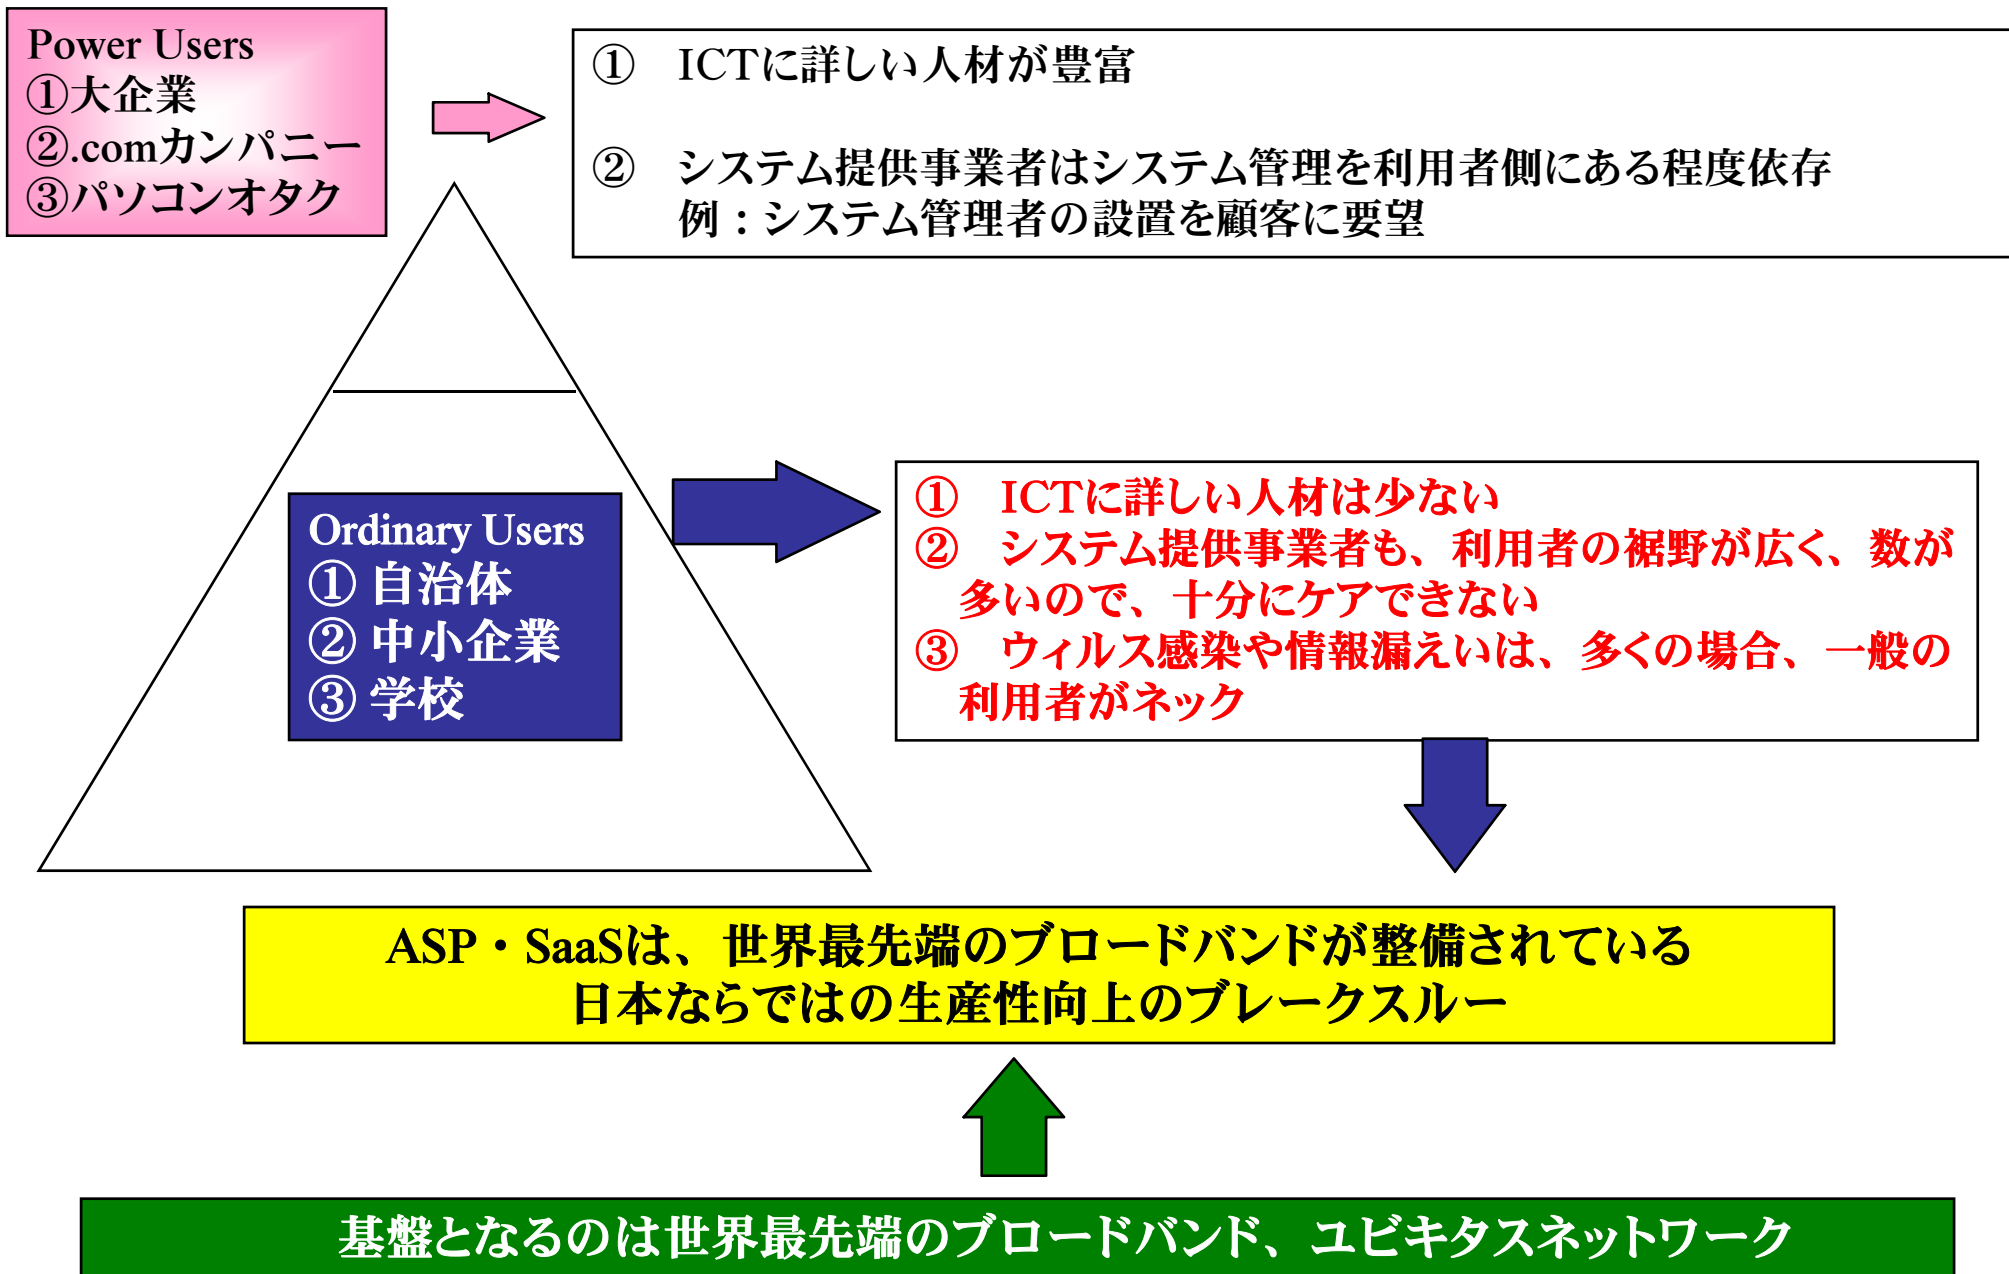 Power Users
①大企業
②.comカンパニー
③パソコンオタク
①　ICTに詳しい人材が豊富
②　システム提供事業者はシステム管理を利用者側にある程度依存
例：システム管理者の設置を顧客に要望
Ordinary Users
① 自治体
② 中小企業
③ 学校
①　ICTに詳しい人材は少ない
②　システム提供事業者も、利用者の裾野が広く、数が
多いので、十分にケアできない
③　ウィルス感染や情報漏えいは、多くの場合、一般の
利用者がネック
ASP・SaaSは、世界最先端のブロードバンドが整備されている
日本ならではの生産性向上のブレークスルー
基盤となるのは世界最先端のブロードバンド、ユビキタスネットワーク